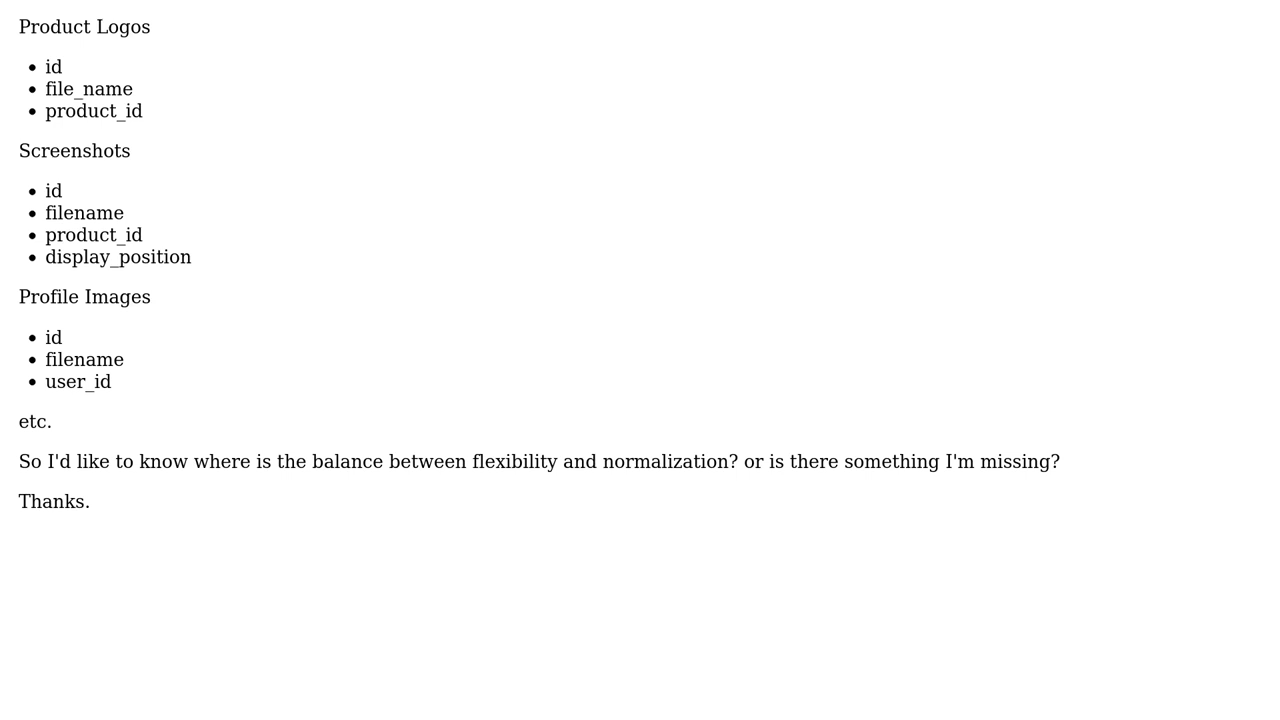 Product Logos
• id
• file_name
• product_id
Screenshots
• id
• filename
• product_id
• display_position
Profile Images
• id
• filename
• user_id
etc.
So I'd like to know where is the balance between flexibility and normalization? or is there something I'm missing?
Thanks.